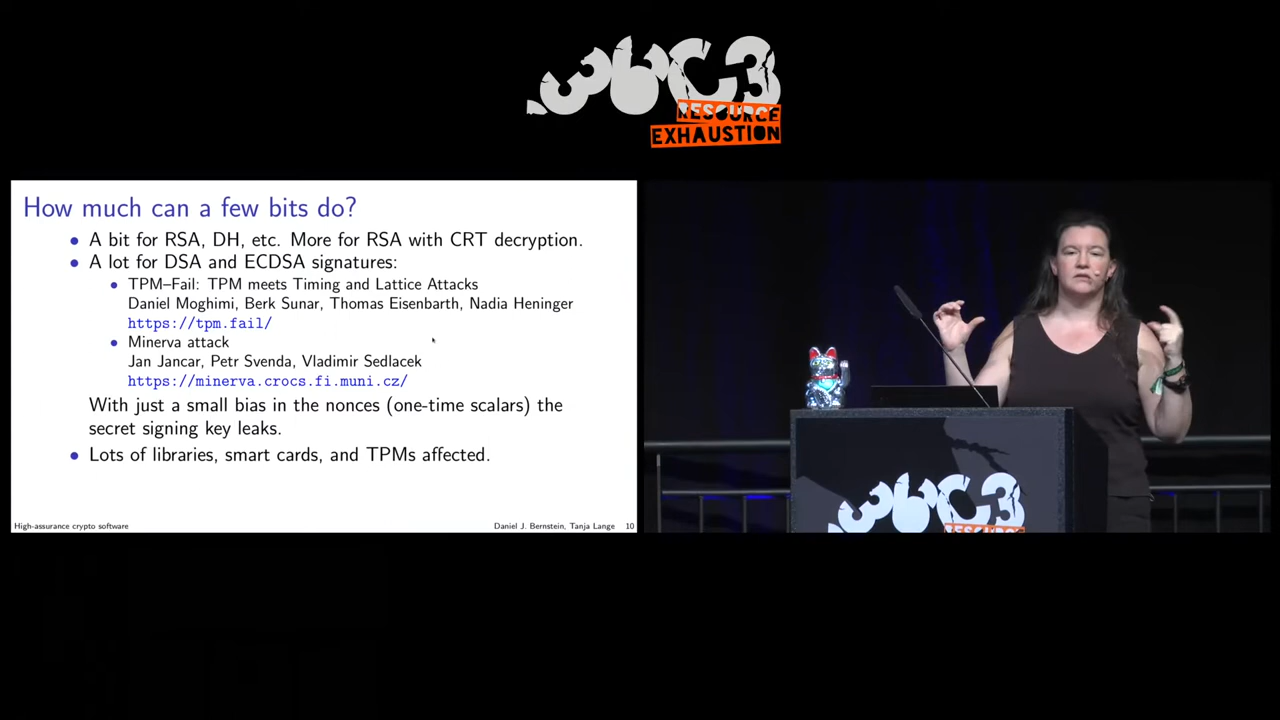 36C3
RESOURCE
EXHAUSTION
How much can a few bits do?
• A bit for RSA, DH, etc. More for RSA with CRT decryption.
• A lot for DSA and ECDSA signatures:
• TPM–Fail: TPM meets Timing and Lattice Attacks
Daniel Moghimi, Berk Sunar, Thomas Eisenbarth, Nadia Heninger
https://tpm.fail/
• Minerva attack
Jan Jancar, Petr Svenda, Vladimir Sedlacek
https://minerva.crocs.fi.muni.cz/
With just a small bias in the nonces (one-time scalars) the
secret signing key leaks.
• Lots of libraries, smart cards, and TPMs affected.
High-assurance crypto software
Daniel J. Bernstein, Tanja Lange 10
36C3
RESOURCE